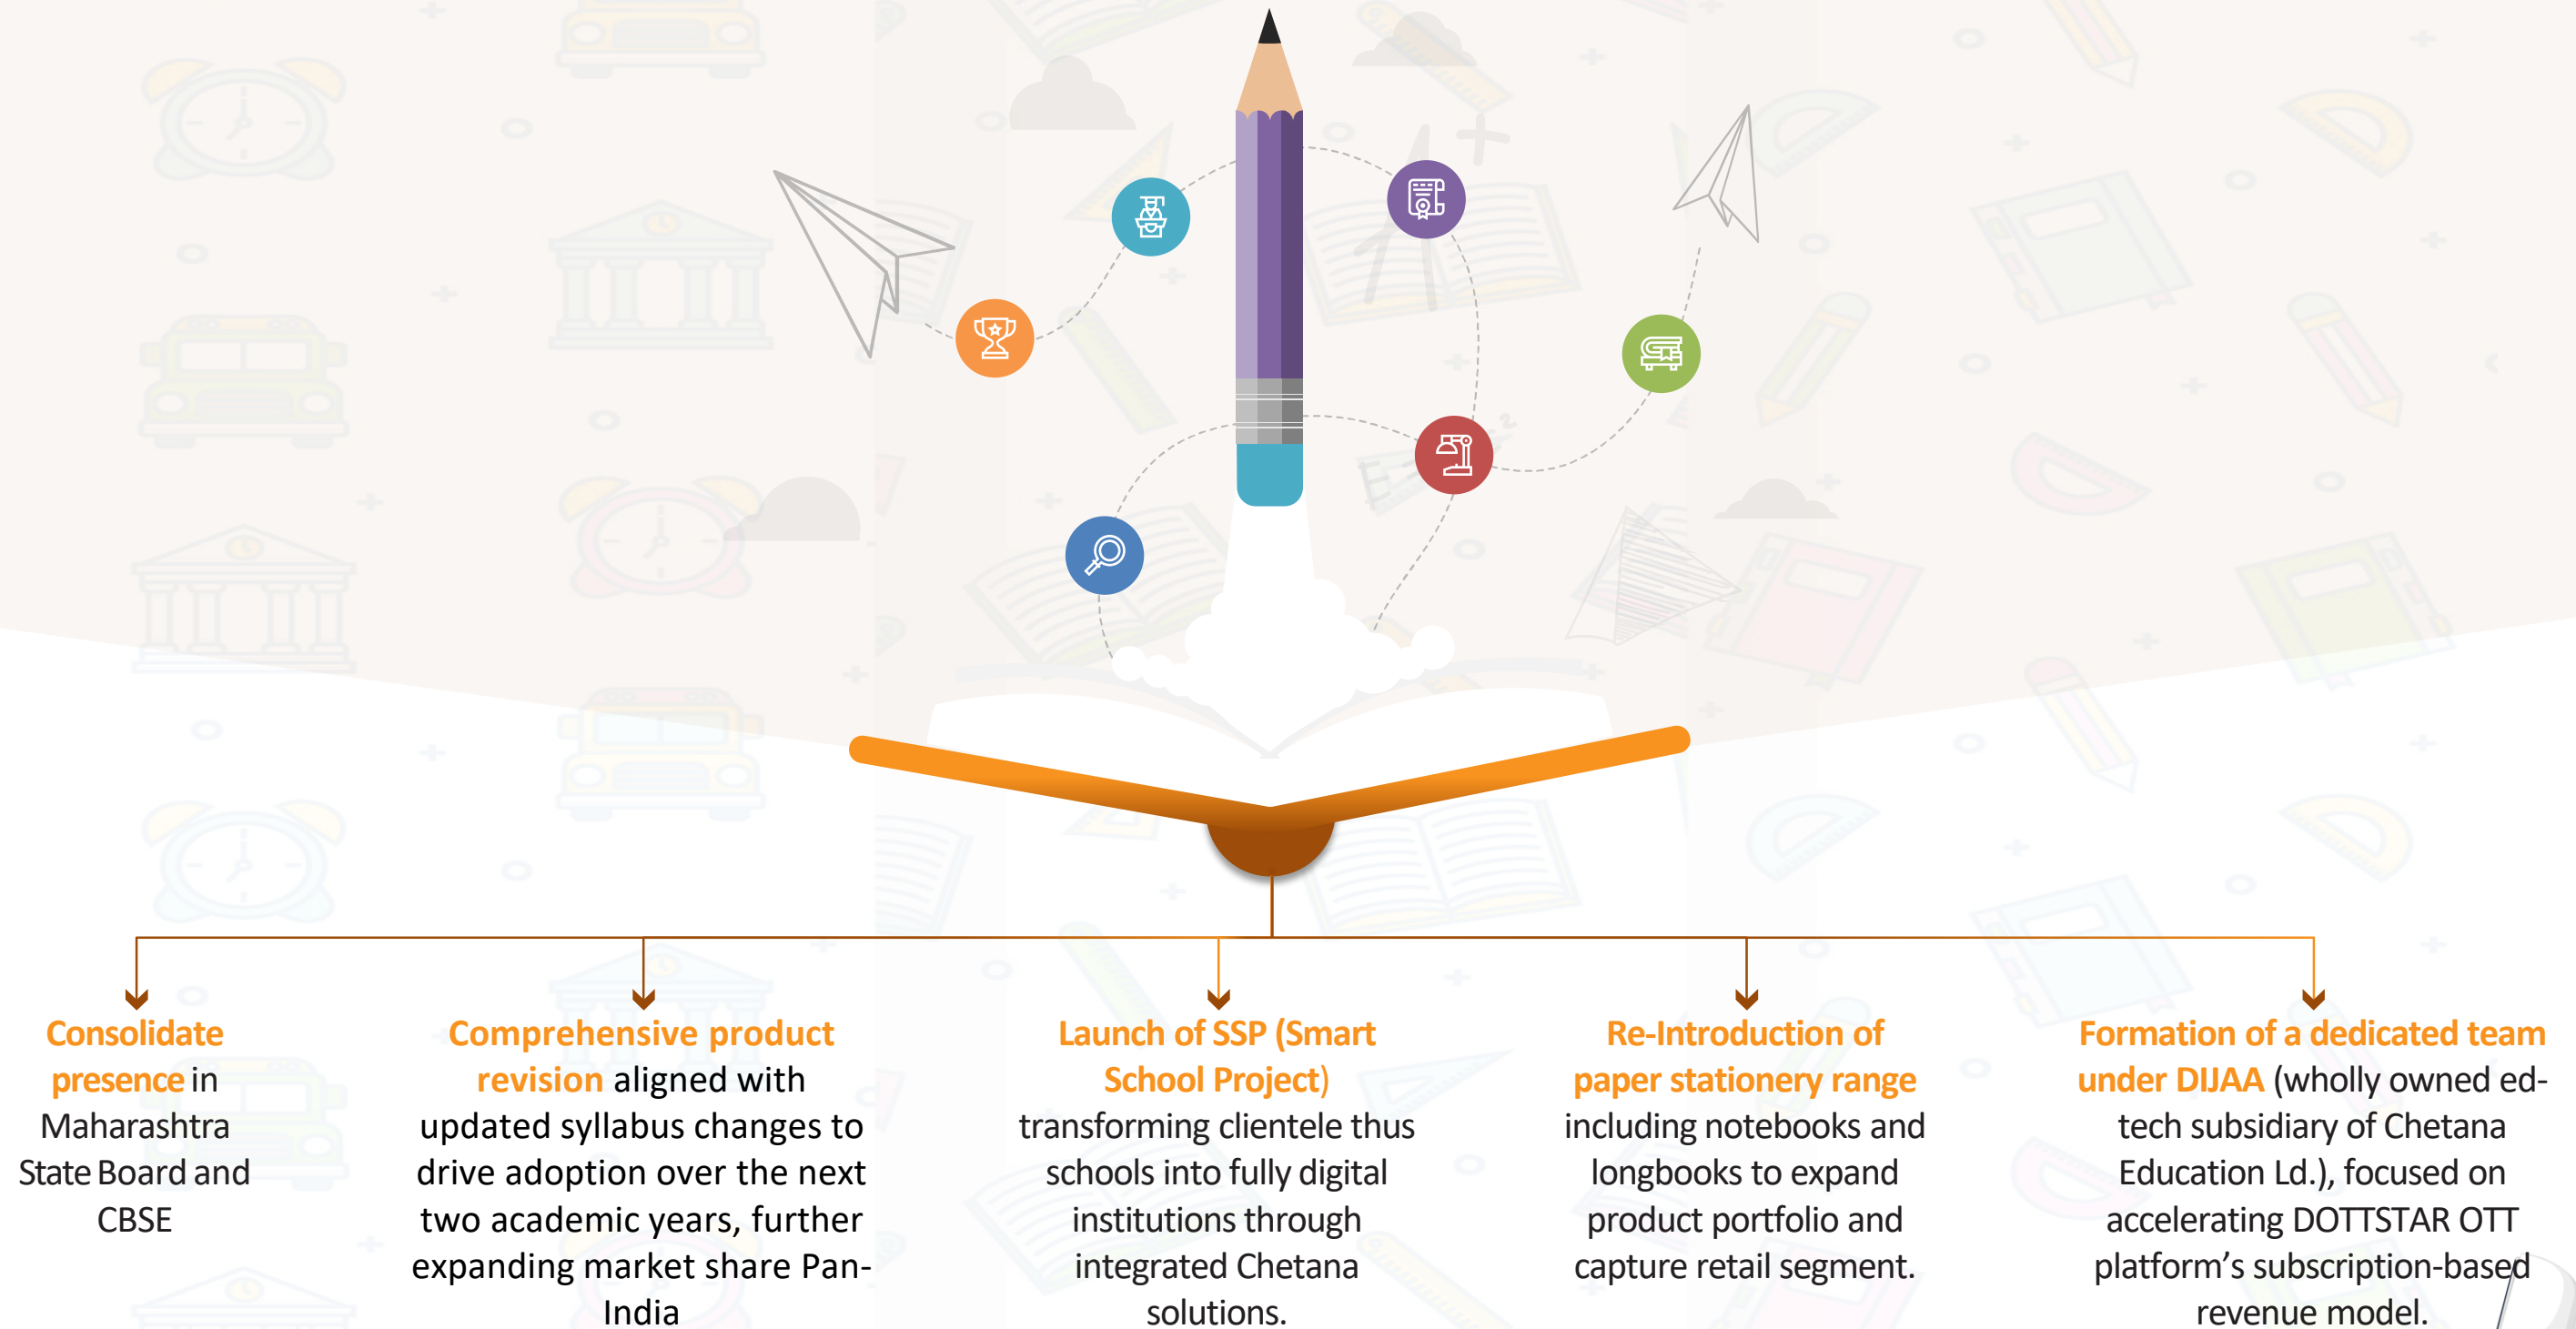 Consolidate
presence in
Maharashtra
State Board and
CBSE
Comprehensive product
revision aligned with
updated syllabus changes to
drive adoption over the next
two academic years, further
expanding market share Pan-
India
Launch of SSP (Smart
School Project)
transforming clientele thus
schools into fully digital
institutions through
integrated Chetana
solutions.
Re-Introduction of
paper stationery range
including notebooks and
longbooks to expand
product portfolio and
capture retail segment.
Formation of a dedicated team
under DIJAA (wholly owned ed-
tech subsidiary of Chetana
Education Ld.), focused on
accelerating DOTTSTAR OTT
platform's subscription-based
revenue model.